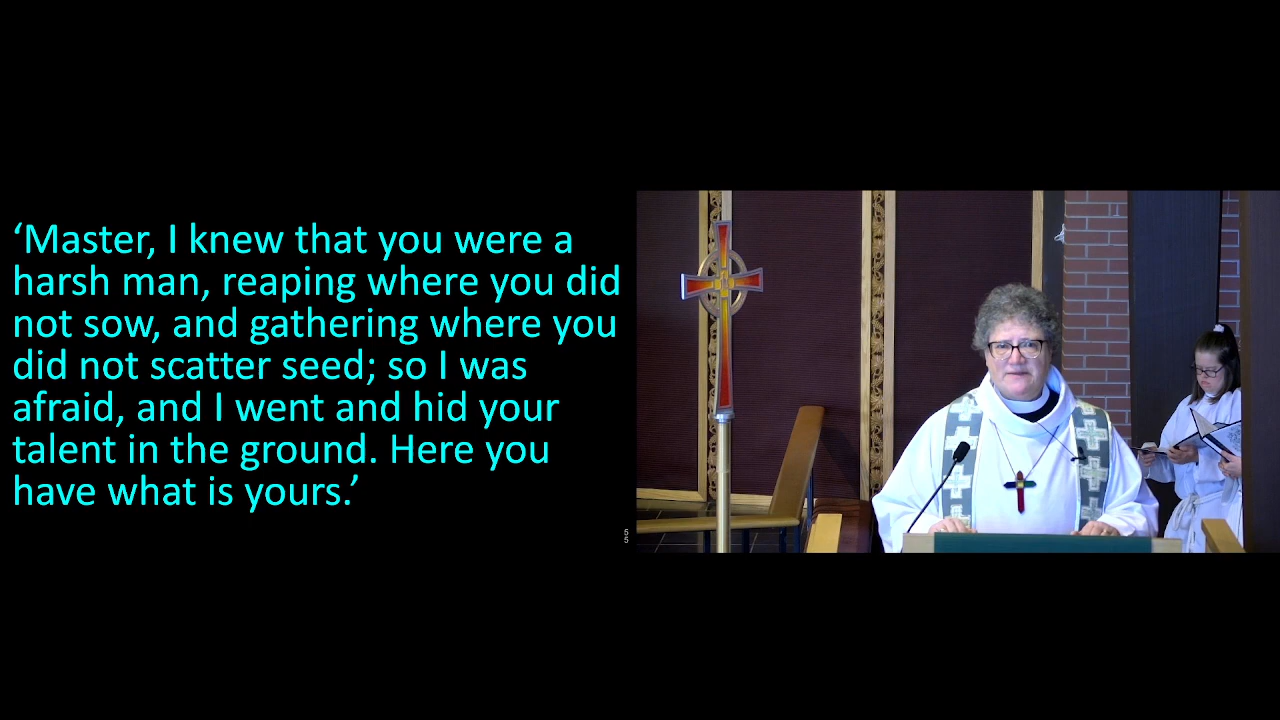 ‘Master, I knew that you were a
harsh man, reaping where you did
not sow, and gathering where you
did not scatter seed; so I was
afraid, and I went and hid your
talent in the ground. Here you
have what is yours.’
5
5